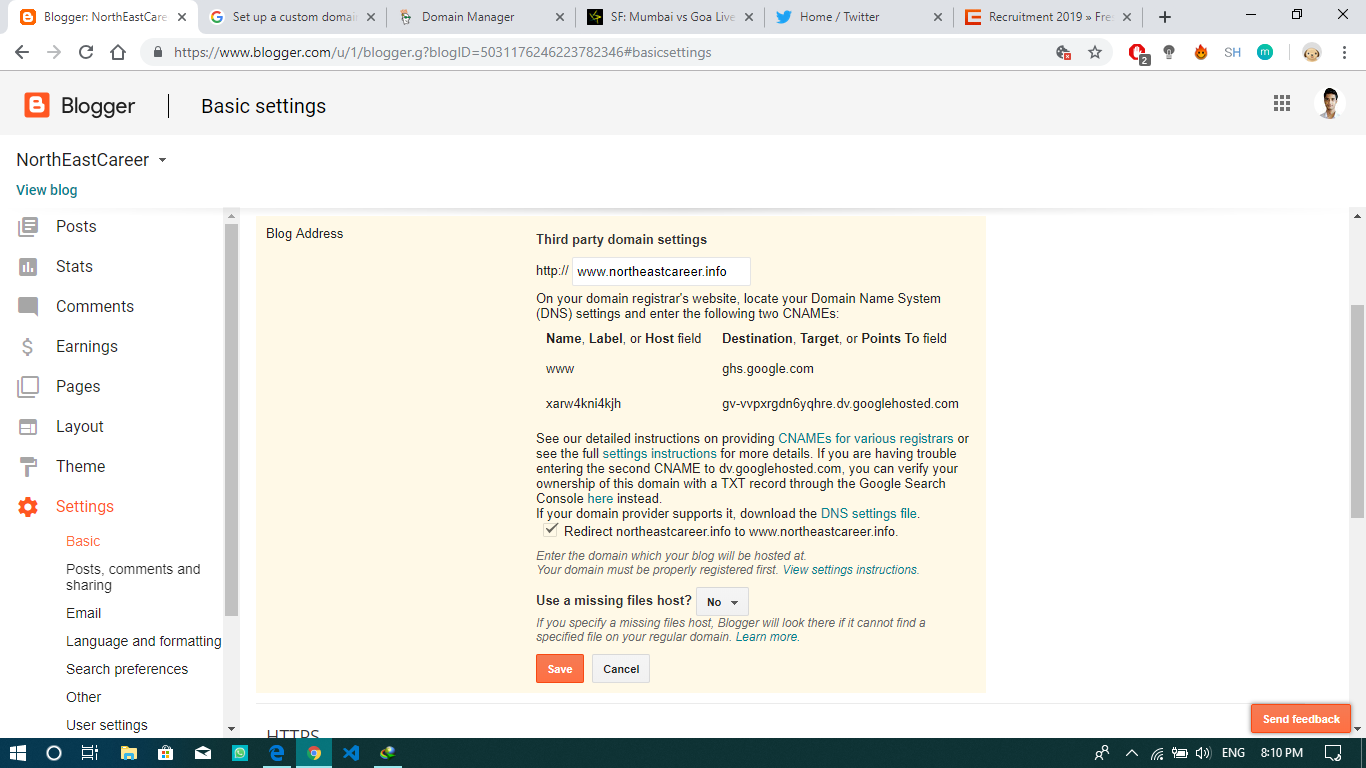 Blogger: NorthEastCare
Set up a custom domai
Domain Manager
SF: Mumbai vs Goa Live
Home / Twitter
Recruitment 2019 » Fre
https://www.blogger.com/u/1/blogger.g?blogID=5031176246223782346#basicsettings
2
SH
m
Blogger
Basic settings
NorthEastCareer
View blog
Posts
Stats
Comments
Earnings
Pages
Layout
Theme
Settings
Basic
Posts, comments and
sharing
Email
Language and formatting
Search preferences
Other
User settings
Blog Address
Third party domain settings
http:// www.northeastcareer.info
On your domain registrar's website, locate your Domain Name System
(DNS) settings and enter the following two CNAMEs:
Name, Label, or Host field Destination, Target, or Points To field
www ghs.google.com
xarw4kni4kjh gv-vvpxrgdn6yqhre.dv.googlehosted.com
See our detailed instructions on providing CNAMEs for various registrars or
see the full settings instructions for more details. If you are having trouble
entering the second CNAME to dv.googlehosted.com, you can verify your
ownership of this domain with a TXT record through the Google Search
Console here instead.
If your domain provider supports it, download the DNS settings file.
Redirect northeastcareer.info to www.northeastcareer.info.
Enter the domain which your blog will be hosted at.
Your domain must be properly registered first. View settings instructions.
Use a missing files host? No
If you specify a missing files host, Blogger will look there if it cannot find a
specified file on your regular domain. Learn more.
Save Cancel
HTTPS
Send feedback
ENG 8:10 PM